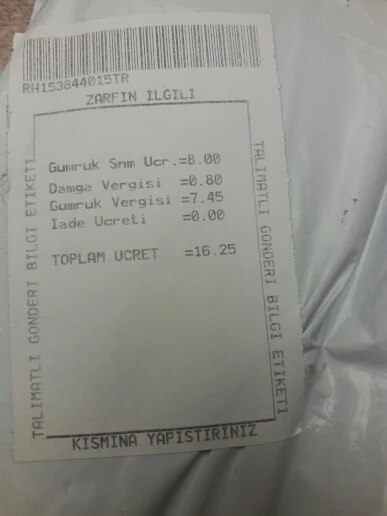 RH153844015TR
ZARFIN ILGILI
TALIMATLI GONDERI BILGI ETIKETI
Gumruk Snm Ucr.=8.00
Damga Vergisi =0.80
Gumruk Vergisi =7.45
Iade Ucreti =0.00
TOPLAM UCRET =16.25
TALIMATLI GONDERI BILGI ETIKETI
KISMINA YAPISTIRINIZ